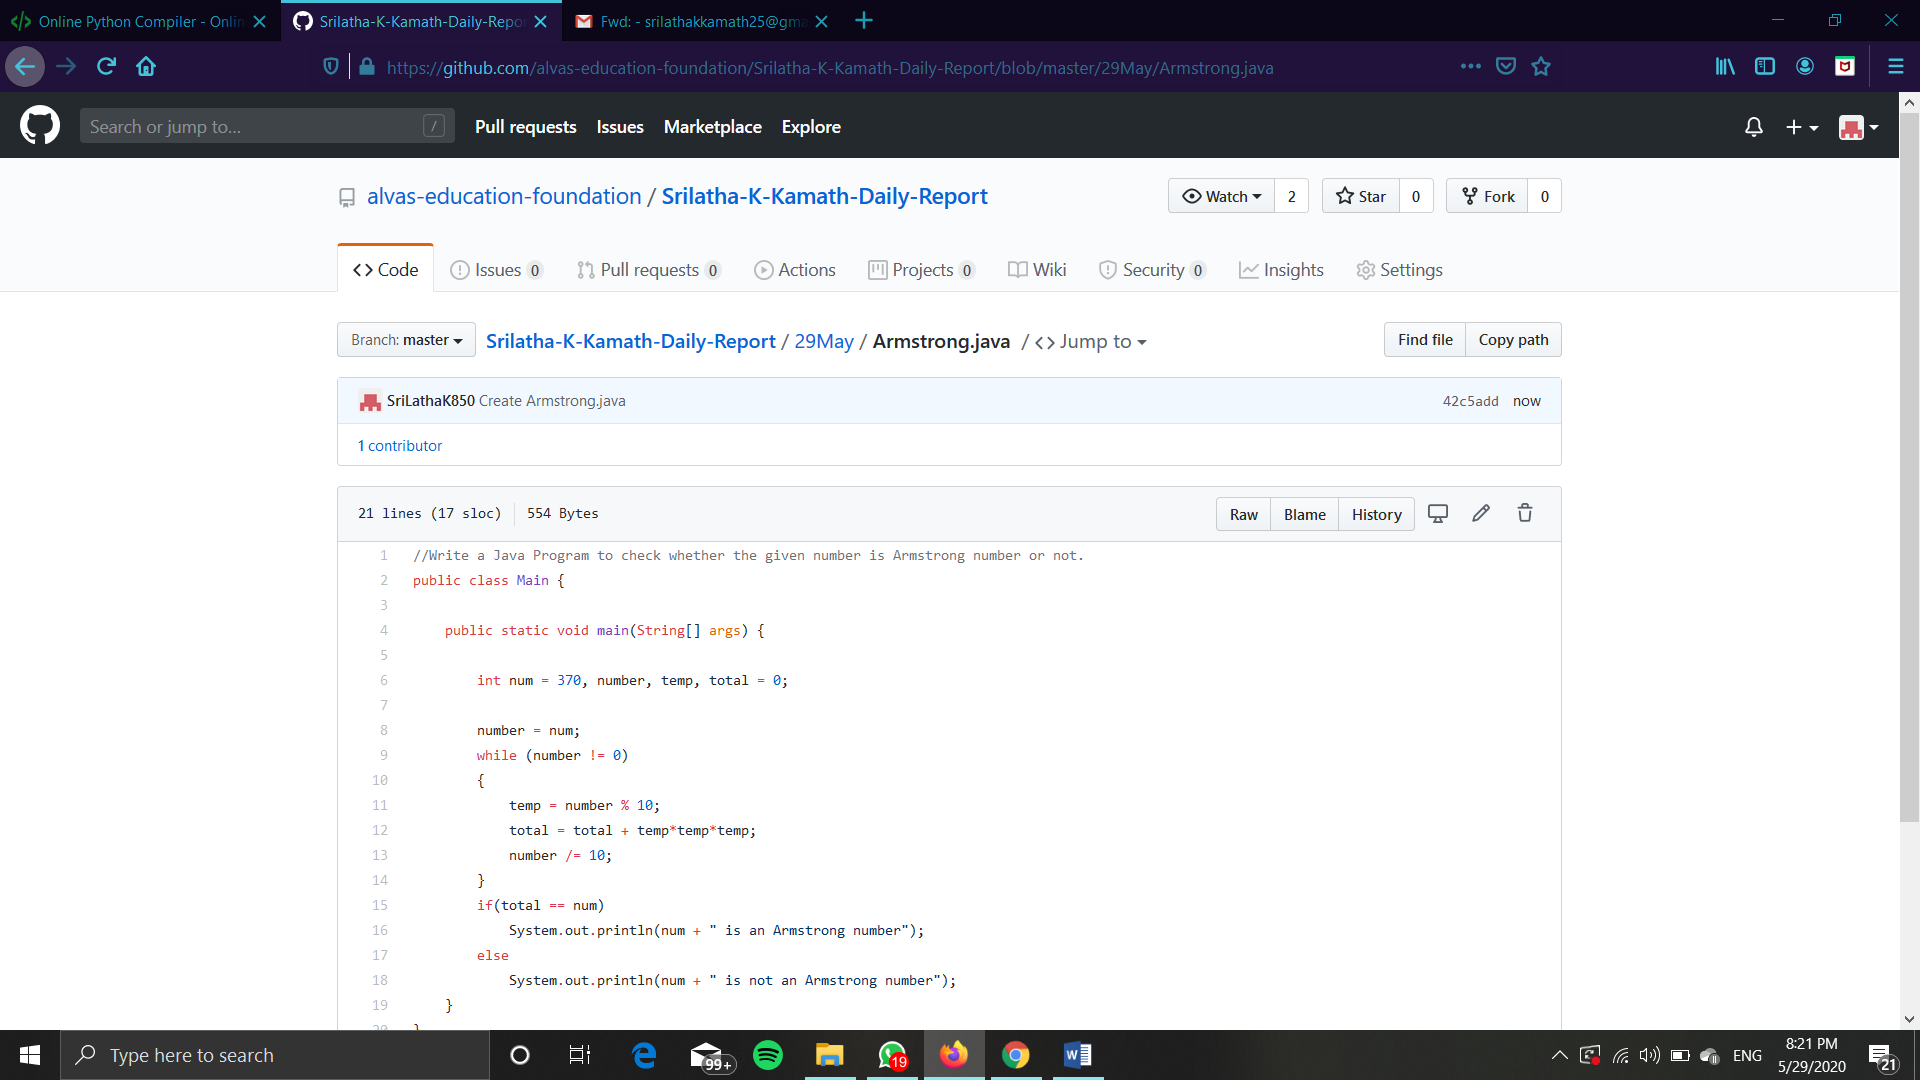 Online Python Compiler - Onlin
Srilatha-K-Kamath-Daily-Repo
Fwd: - srilathakkamath25@gma
https://github.com/alvas-education-foundation/Srilatha-K-Kamath-Daily-Report/blob/master/29May/Armstrong.java
Search or jump to... /
Pull requests Issues Marketplace Explore
alvas-education-foundation / Srilatha-K-Kamath-Daily-Report
Watch 2 Star 0 Fork 0
Code Issues 0 Pull requests 0 Actions Projects 0 Wiki Security 0 Insights Settings
Branch: master Srilatha-K-Kamath-Daily-Report / 29May / Armstrong.java / <> Jump to
Find file Copy path
SriLathaK850 Create Armstrong.java 42c5add now
1 contributor
21 lines (17 sloc) 554 Bytes
Raw Blame History
1 //Write a Java Program to check whether the given number is Armstrong number or not.
2 public class Main {
3
4 public static void main(String[] args) {
5
6 int num = 370, number, temp, total = 0;
7
8 number = num;
9 while (number != 0)
10 {
11 temp = number % 10;
12 total = total + temp*temp*temp;
13 number /= 10;
14 }
15 if(total == num)
16 System.out.println(num + " is an Armstrong number");
17 else
18 System.out.println(num + " is not an Armstrong number");
19 }
20 }
Type here to search
99+
19
W
ENG
8:21 PM
5/29/2020
21